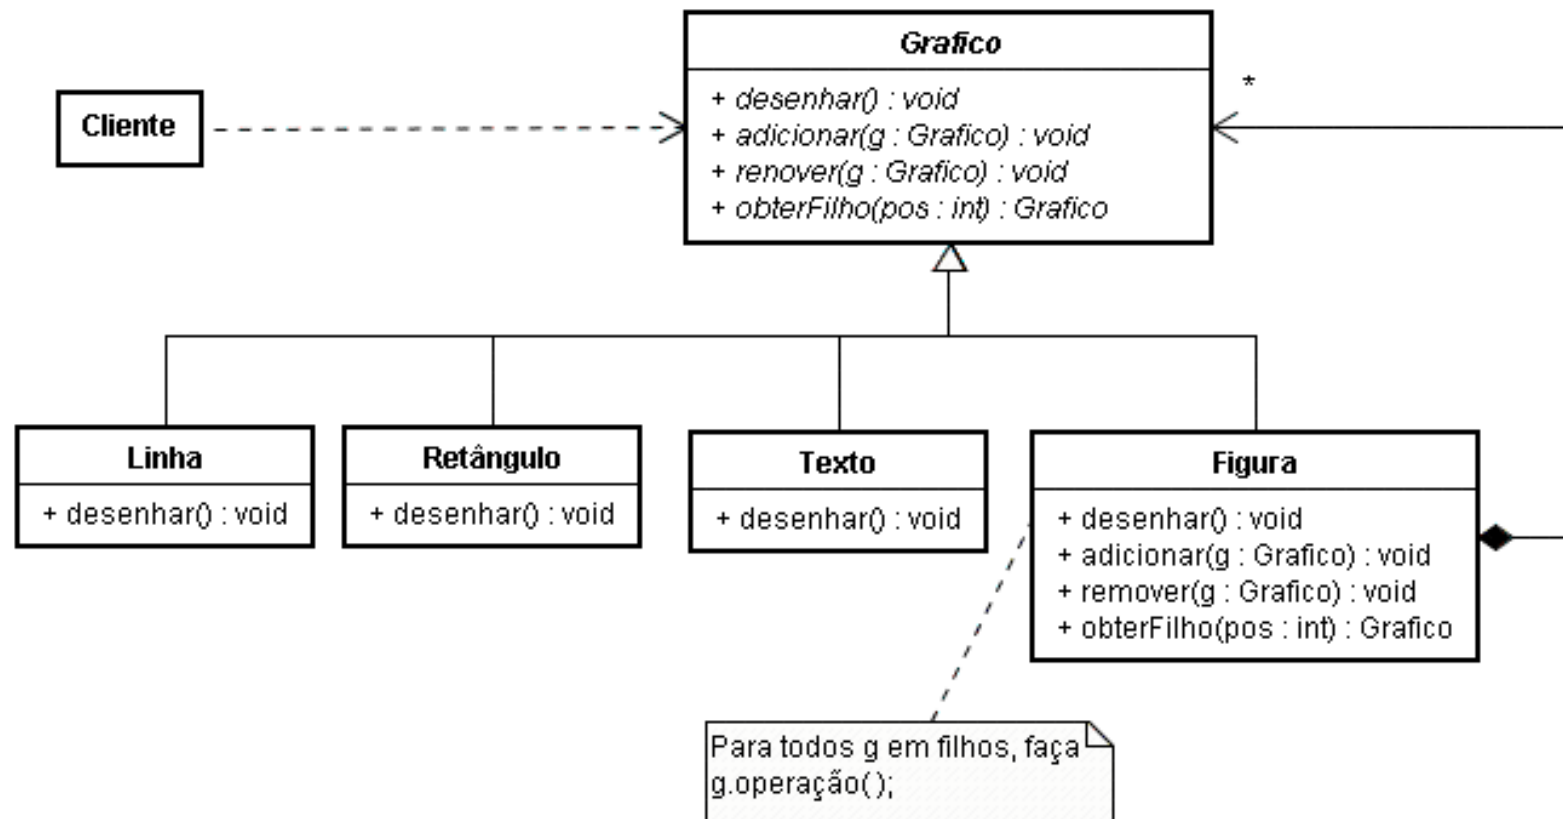 Grafico
+ desenhar() : void
+ adicionar(g : Grafico) : void
+ renover(g : Grafico) : void
+ obterFilho(pos : int) : Grafico
*
Cliente
Linha
+ desenhar() : void
Retângulo
+ desenhar() : void
Texto
+ desenhar() : void
Figura
+ desenhar() : void
+ adicionar(g : Grafico) : void
+ remover(g : Grafico) : void
+ obterFilho(pos : int) : Grafico
Para todos g em filhos, faça
g.operação();